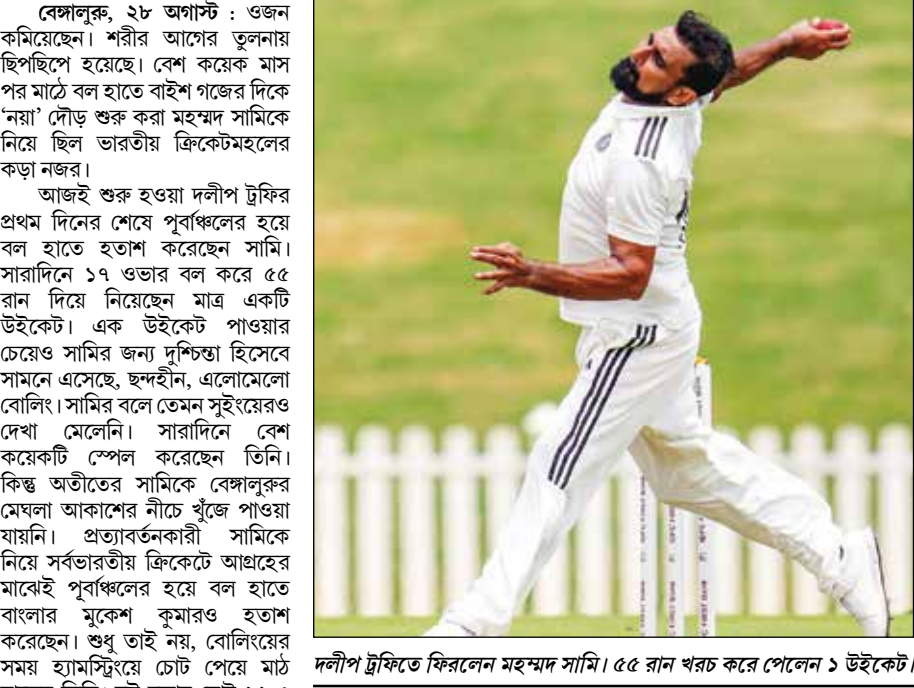 বেঙ্গালুরু, ২৮ অগাস্ট : ওজন
কমিয়েছেন। শরীর আগের তুলনায়
ছিপছিপে হয়েছে। বেশ কয়েক মাস
পর মাঠে বল হাতে বাইশ গজের দিকে
‘নয়া’ দৌড় শুরু করা মহম্মদ সামিকে
নিয়ে ছিল ভারতীয় ক্রিকেটমহলের
কড়া নজর।
আজই শুরু হওয়া দলীপ ট্রফির
প্রথম দিনের শেষে পূর্বাঞ্চলের হয়ে
বল হাতে হতাশ করেছেন সামি।
সারাদিনে ১৭ ওভার বল করে ৫৫
রান দিয়ে নিয়েছেন মাত্র একটি
উইকেট। এক উইকেট পাওয়ার
চেয়েও সামির জন্য দুশ্চিন্তা হিসেবে
সামনে এসেছে, ছন্দহীন, এলোমেলো
বোলিং। সামির বলে তেমন সুইংয়েরও
দেখা মেলেনি। সারাদিনে বেশ
কয়েকটি স্পেল করেছেন তিনি।
কিন্তু অতীতের সামিকে বেঙ্গালুরুর
মেঘলা আকাশের নীচে খুঁজে পাওয়া
যায়নি। প্রত্যাবর্তনকারী সামিকে
নিয়ে সর্বভারতীয় ক্রিকেটে আগ্রহের
মাঝেই পূর্বাঞ্চলের হয়ে বল হাতে
বাংলার মুকেশ কুমারও হতাশ
করেছেন। শুধু তাই নয়, বোলিংয়ের
সময় হ্যামস্ট্রিংয়ে চোট পেয়ে মাঠ
দলীপ ট্রফিতে ফিরলেন মহম্মদ সামি। ৫৫ রান খরচ করে পেলেন ১ উইকেট।